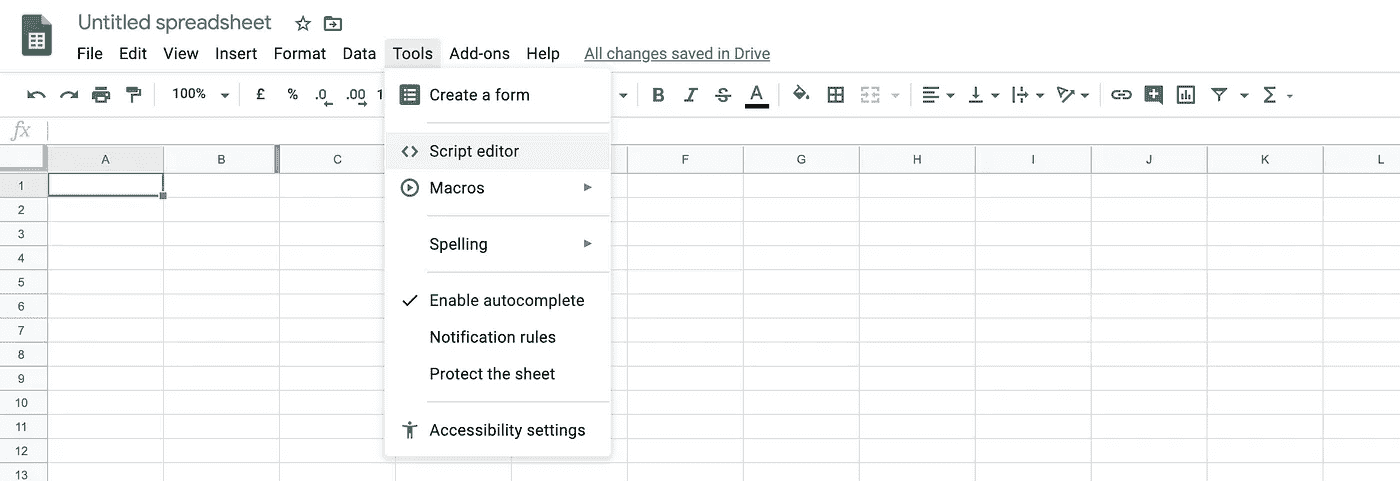 Untitled spreadsheet
File Edit View Insert Format Data Tools Add-ons Help All changes saved in Drive
100% £ % .0 .00 1 B I S A Σ
Create a form
fx
Script editor
A B C F G H I J K L
1
Macros
2
3
Spelling
4
5
Enable autocomplete
6
Notification rules
7
8
Protect the sheet
9
10
Accessibility settings
11
12
13